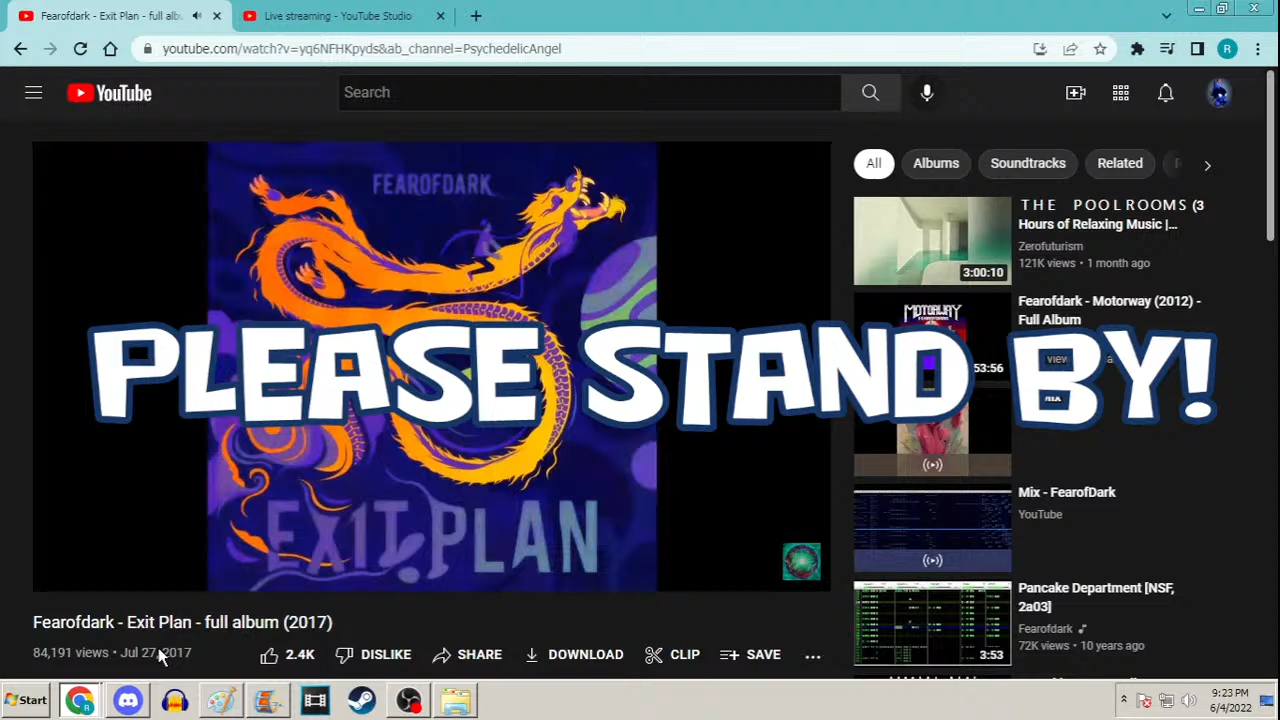 Fearofdark - Exit Plan - full albu
Live streaming - YouTube Studio
youtube.com/watch?v=yq6NFHKpyds&ab_channel=PsychedelicAngel
R
YouTube
Search
FEAROFDARK
EXIT PLAN
PLEASE STAND BY!
Fearofdark - Exit Plan - full album (2017)
84,191 views • Jul 27, 2017
2.4K
DISLIKE
SHARE
DOWNLOAD
CLIP
SAVE
All
Albums
Soundtracks
Related
THE POOLROOMS (3
Hours of Relaxing Music |...
Zerofuturism
121K views • 1 month ago
3:00:10
Fearofdark - Motorway (2012) -
Full Album
MOTORWAY
53:56
Mix - FearofDark
YouTube
Pancake Department [NSF,
2a03]
Fearofdark
72K views • 10 years ago
3:53
Start
9:23 PM
6/4/2022